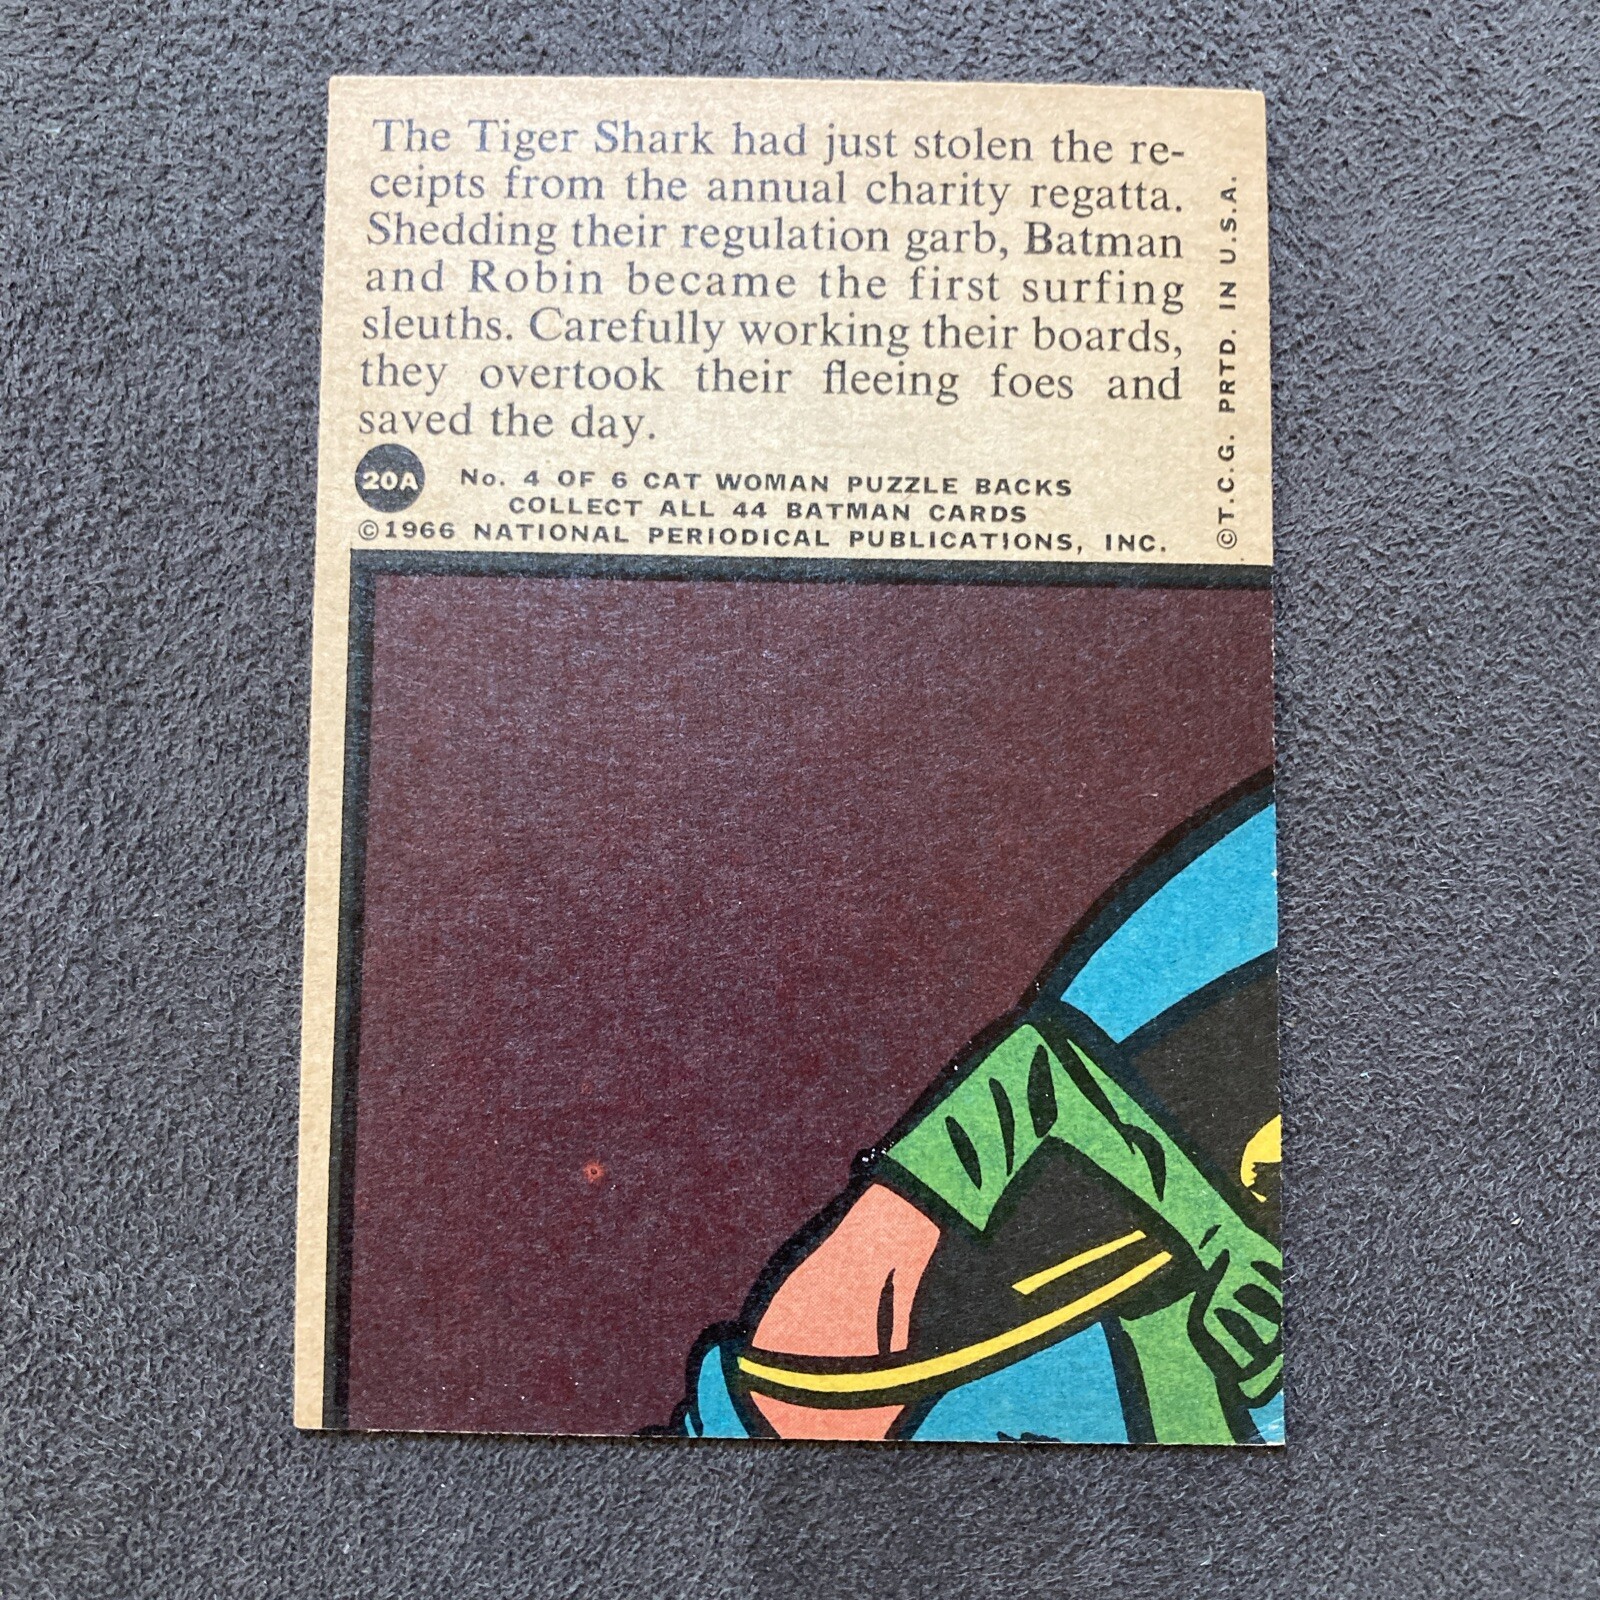 The Tiger Shark had just stolen the re-
ceipts from the annual charity regatta.
Shedding their regulation garb, Batman
and Robin became the first surfing
sleuths. Carefully working their boards,
they overtook their fleeing foes and
saved the day.
20A
No. 4 OF 6 CAT WOMAN PUZZLE BACKS
COLLECT ALL 44 BATMAN CARDS
©1966 NATIONAL PERIODICAL PUBLICATIONS, INC.
©T.C.G. PRTD. IN U.S.A.